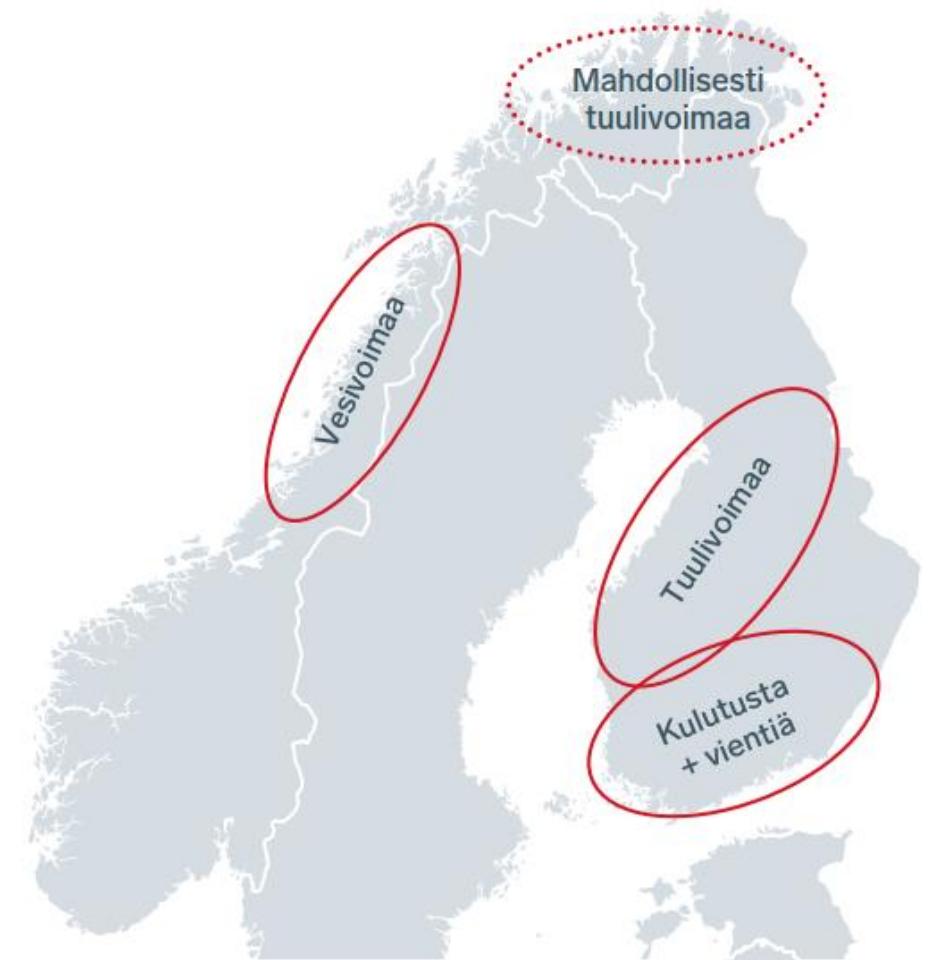 Mahdollisesti
tuulivoimaa
Vesivoimaa
Tuulivoimaa
Kulutusta
+ vientiä